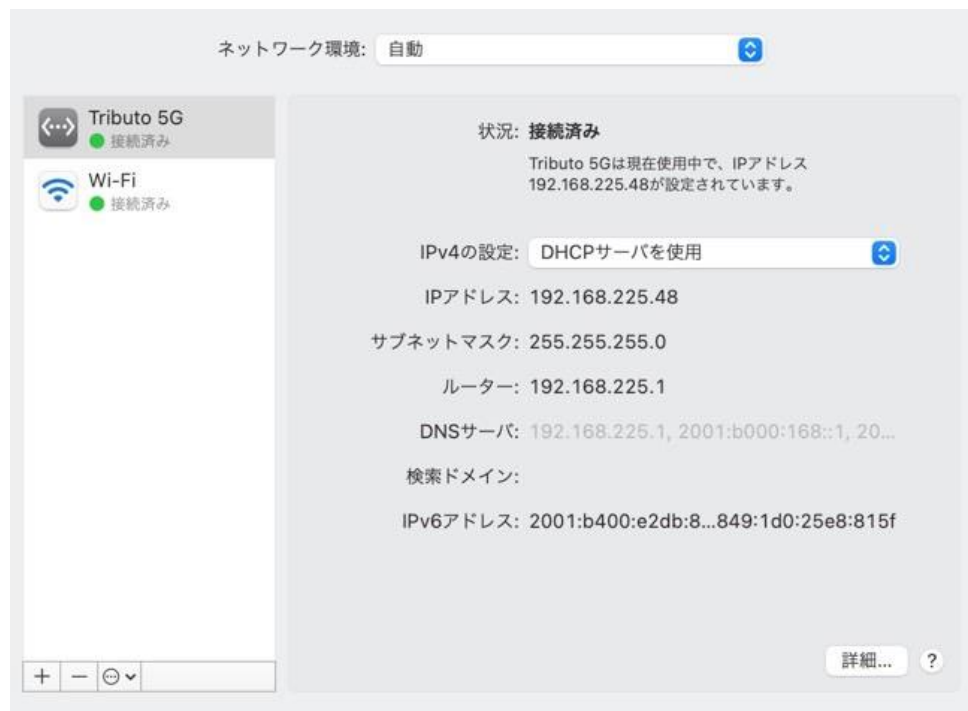 ネットワーク環境: 自動
Tributo 5G
接続済み
Wi-Fi
接続済み
状況: 接続済み
Tributo 5Gは現在使用中で、IPアドレス
192.168.225.48が設定されています。
IPv4の設定: DHCPサーバを使用
IPアドレス: 192.168.225.48
サブネットマスク: 255.255.255.0
ルーター: 192.168.225.1
DNSサーバ: 192.168.225.1, 2001:b000:168::1, 20...
検索ドメイン:
IPv6アドレス: 2001:b400:e2db:8...849:1d0:25e8:815f
詳細... ?